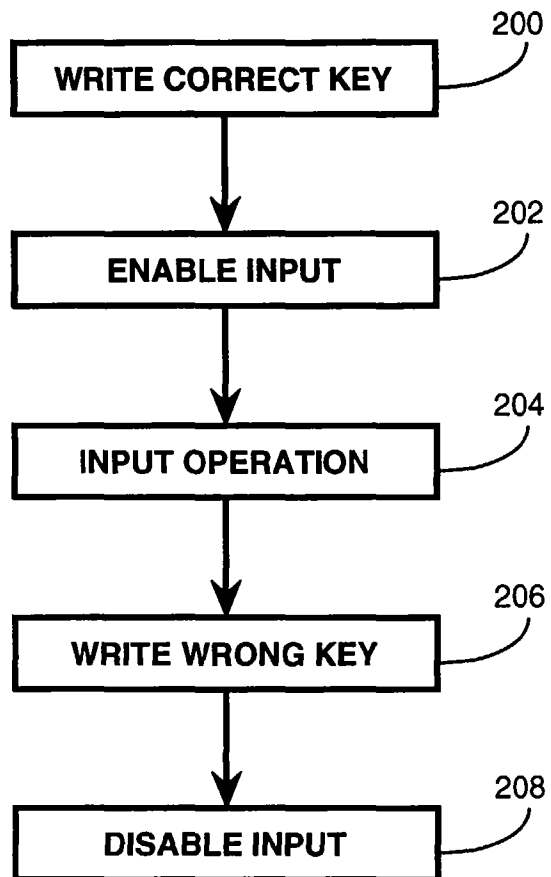 200
WRITE CORRECT KEY
202
ENABLE INPUT
204
INPUT OPERATION
206
WRITE WRONG KEY
208
DISABLE INPUT